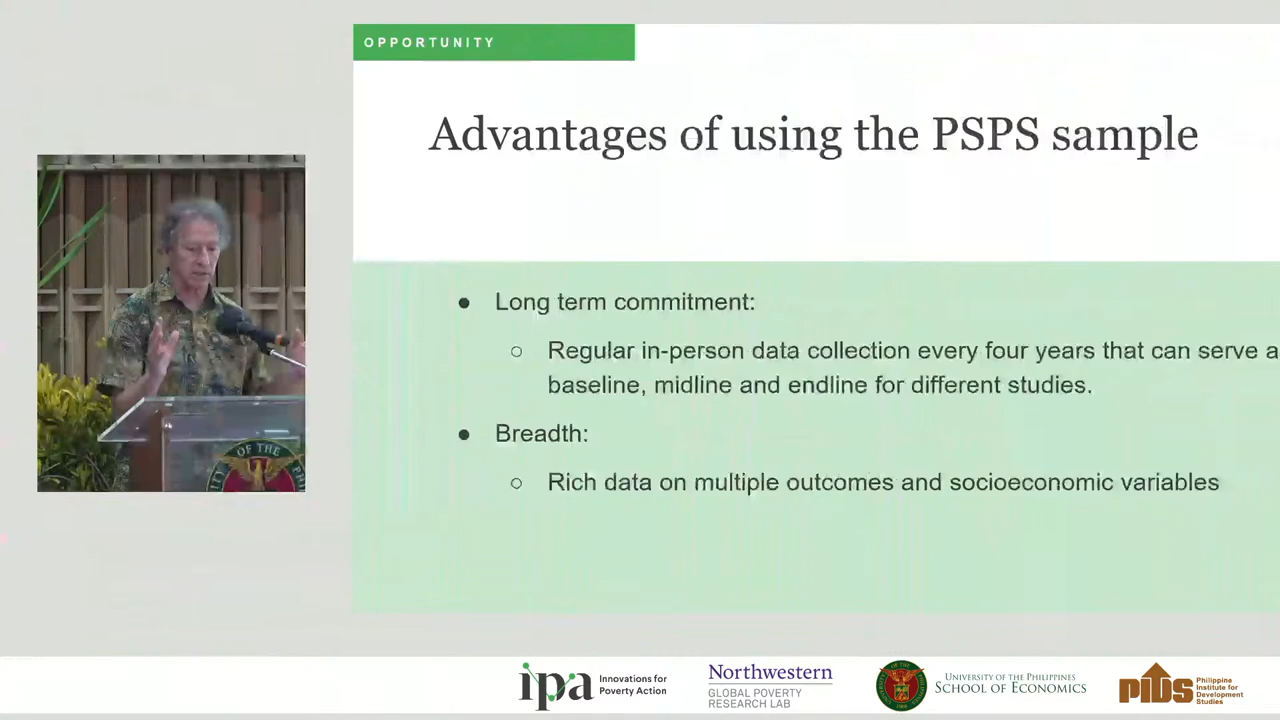 OPPORTUNITY
Advantages of using the PSPS sample
● Long term commitment:
○ Regular in-person data collection every four years that can serve a
baseline, midline and endline for different studies.
● Breadth:
○ Rich data on multiple outcomes and socioeconomic variables
OF THE
ipa Innovations for
Poverty Action
Northwestern
GLOBAL POVERTY
RESEARCH LAB
UNIVERSITY OF THE PHILIPPINES
SCHOOL OF ECONOMICS
PIDS Philippine
Institute for
Development
Studies